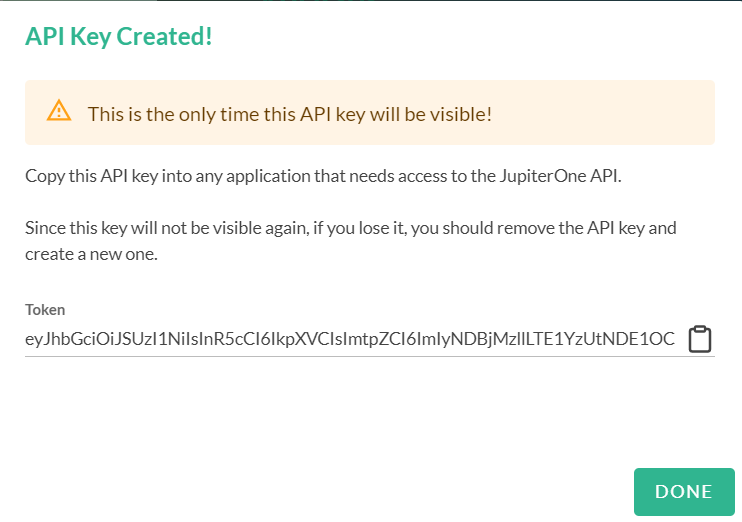 API Key Created!
This is the only time this API key will be visible!
Copy this API key into any application that needs access to the JupiterOne API.
Since this key will not be visible again, if you lose it, you should remove the API key and
create a new one.
Token
eyJhbGciOiJSUzI1NiIsInR5cCI6IkpXVCIsImtpZCI6ImIyNDBjMzllLTE1YzUtNDE1OC
DONE